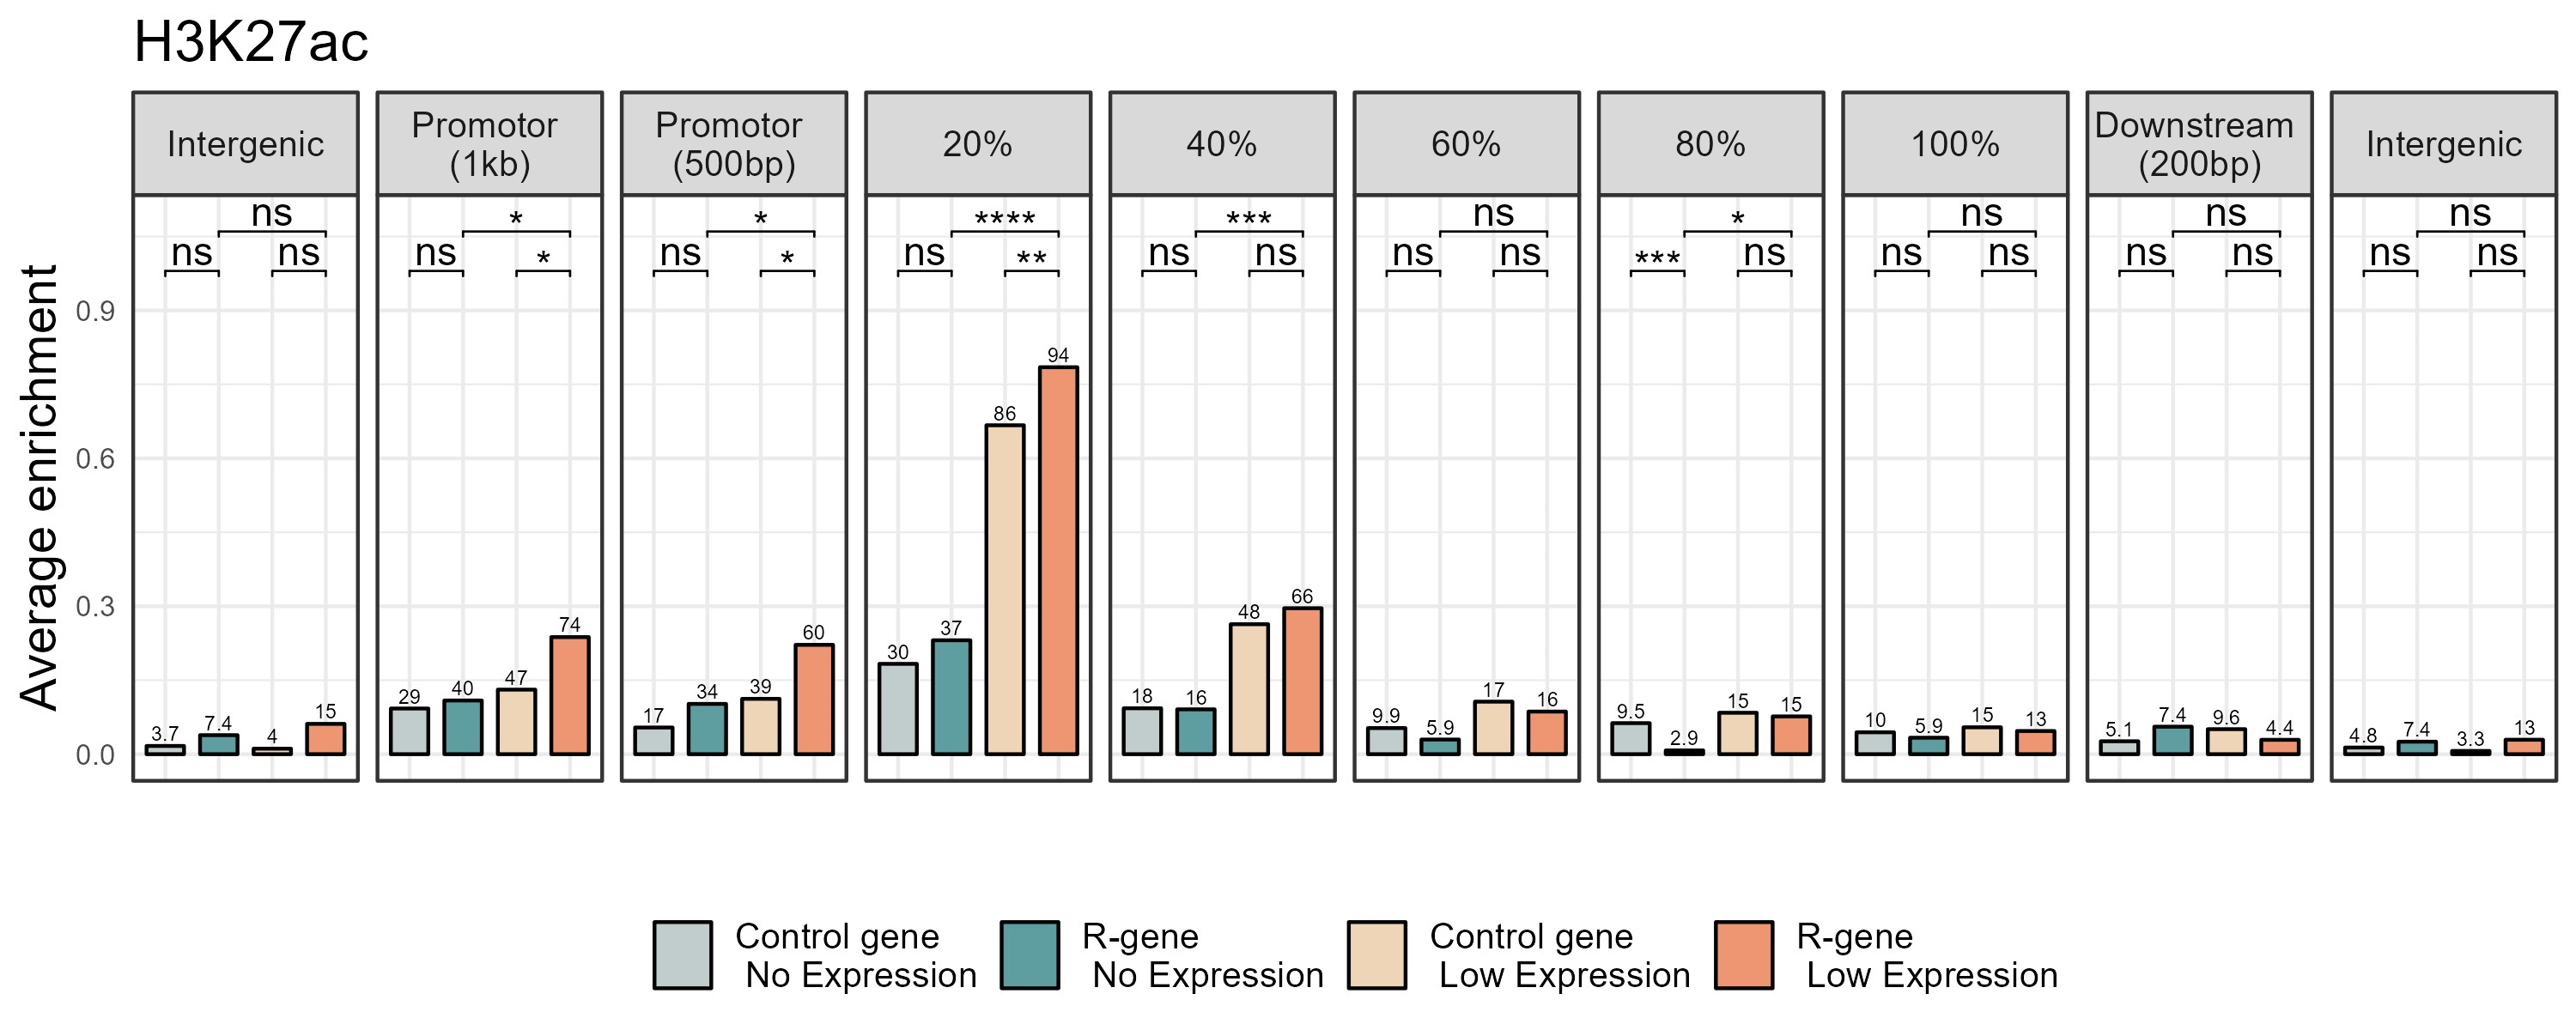 H3K27ac
Intergenic
Promotor
(1kb)
Promotor
(500bp)
20%
40%
60%
80%
100%
Downstream
(200bp)
Intergenic
Average enrichment
0.9
0.6
0.3
0.0
ns
ns
ns
3.7
7.4
4
15
*
ns
*
29
40
47
74
*
ns
*
17
34
39
60
****
ns
**
30
37
86
94
***
ns
ns
18
16
48
66
ns
ns
ns
9.9
5.9
17
16
*
***
ns
9.5
2.9
15
15
ns
ns
ns
10
5.9
15
13
ns
ns
ns
5.1
7.4
9.6
4.4
ns
ns
ns
4.8
7.4
3.3
13
Control gene
No Expression
R-gene
No Expression
Control gene
Low Expression
R-gene
Low Expression